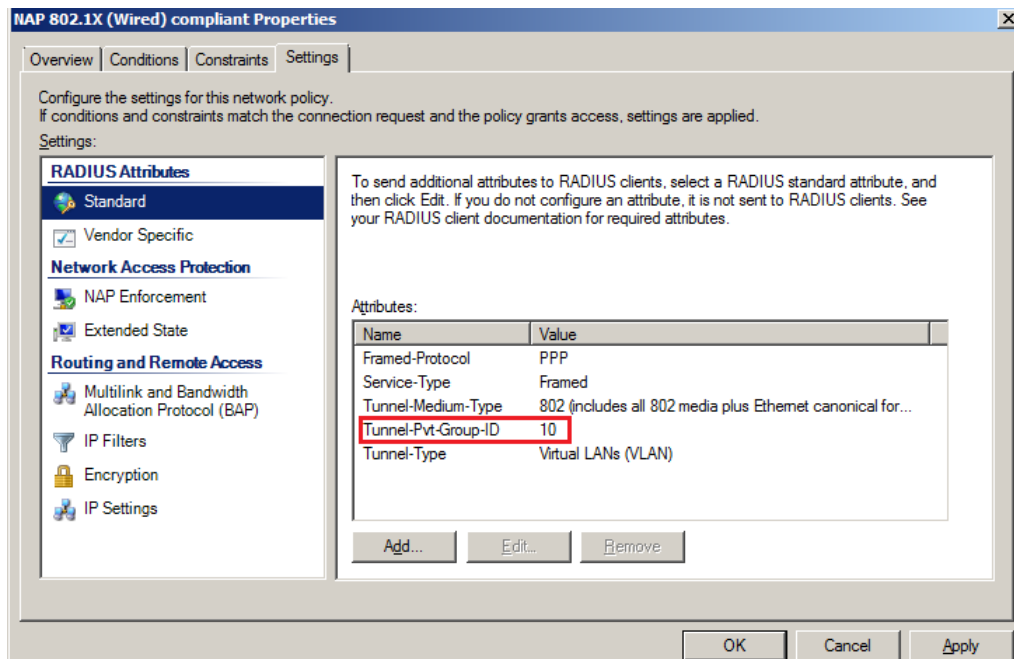 NAP 802.1X (Wired) compliant Properties
Overview
Conditions
Constraints
Settings
Configure the settings for this network policy.
If conditions and constraints match the connection request and the policy grants access, settings are applied.
Settings:
RADIUS Attributes
Standard
Vendor Specific
Network Access Protection
NAP Enforcement
Extended State
Routing and Remote Access
Multilink and Bandwidth
Allocation Protocol (BAP)
IP Filters
Encryption
IP Settings
To send additional attributes to RADIUS clients, select a RADIUS standard attribute, and
then click Edit. If you do not configure an attribute, it is not sent to RADIUS clients. See
your RADIUS client documentation for required attributes.
Attributes:
Name Value
Framed-Protocol PPP
Service-Type Framed
Tunnel-Medium-Type 802 (includes all 802 media plus Ethernet canonical for...
Tunnel-Pvt-Group-ID 10
Tunnel-Type Virtual LANs (VLAN)
Add... Edit... Remove
OK Cancel Apply